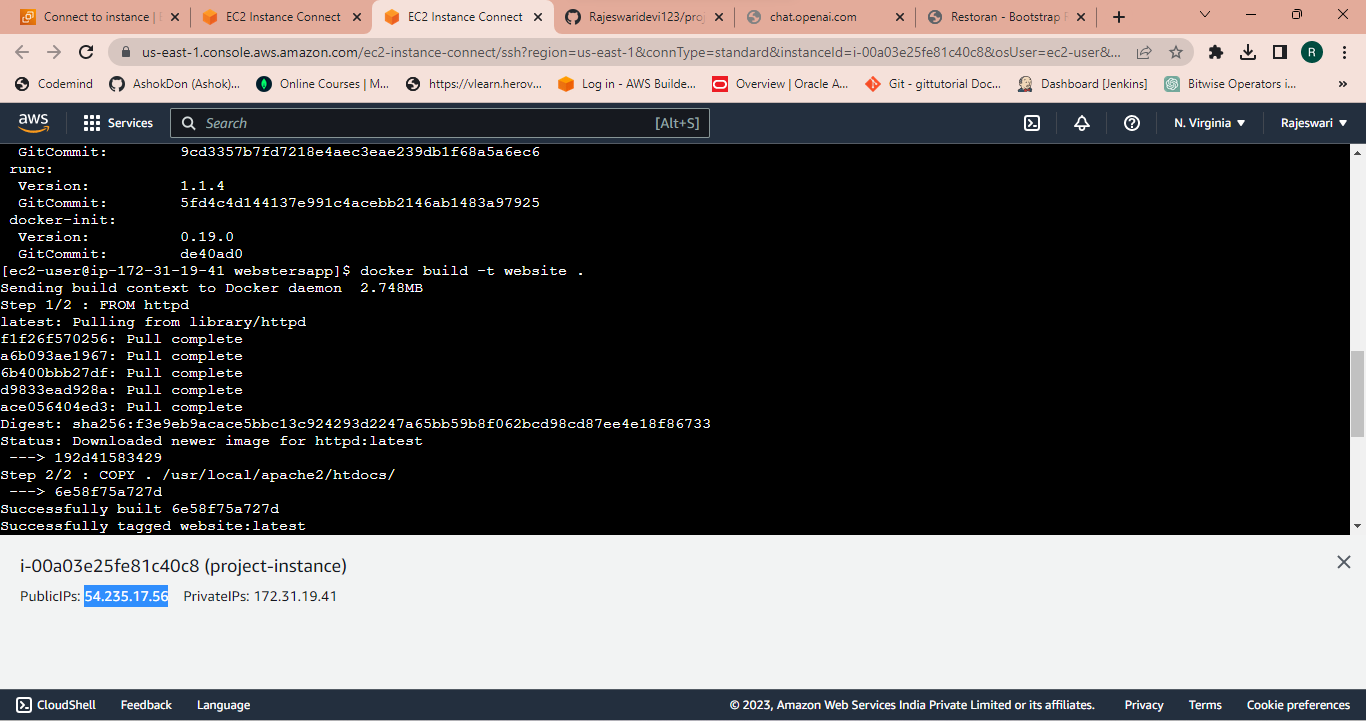 Connect to instance | E
EC2 Instance Connect
EC2 Instance Connect
Rajeswaridevi123/proj
chat.openai.com
Restoran - Bootstrap R
us-east-1.console.aws.amazon.com/ec2-instance-connect/ssh?region=us-east-1&connType=standard&instanceId=i-00a03e25fe81c40c8&osUser=ec2-user&...
R
Codemind
AshokDon (Ashok)...
Online Courses | M...
https://vlearn.herov...
Log in - AWS Builde...
Overview | Oracle A...
Git - gittutorial Doc...
Dashboard [Jenkins]
Bitwise Operators i...
»
aws
Services
Search
[Alt+S]
N. Virginia
Rajeswari
GitCommit: 9cd3357b7fd7218e4aec3eae239db1f68a5a6ec6
runc:
Version: 1.1.4
GitCommit: 5fd4c4d144137e991c4acebb2146ab1483a97925
docker-init:
Version: 0.19.0
GitCommit: de40ad0
[ec2-user@ip-172-31-19-41 webstersapp]$ docker build -t website .
Sending build context to Docker daemon 2.748MB
Step 1/2 : FROM httpd
latest: Pulling from library/httpd
f1f26f570256: Pull complete
a6b093ae1967: Pull complete
6b400bbb27df: Pull complete
d9833ead928a: Pull complete
ace056404ed3: Pull complete
Digest: sha256:f3e9eb9acace5bbc13c924293d2247a65bb59b8f062bcd98cd87ee4e18f86733
Status: Downloaded newer image for httpd:latest
---> 192d41583429
Step 2/2 : COPY . /usr/local/apache2/htdocs/
---> 6e58f75a727d
Successfully built 6e58f75a727d
Successfully tagged website:latest
i-00a03e25fe81c40c8 (project-instance)
PublicIPs: 54.235.17.56 PrivateIPs: 172.31.19.41
CloudShell
Feedback
Language
© 2023, Amazon Web Services India Private Limited or its affiliates.
Privacy
Terms
Cookie preferences